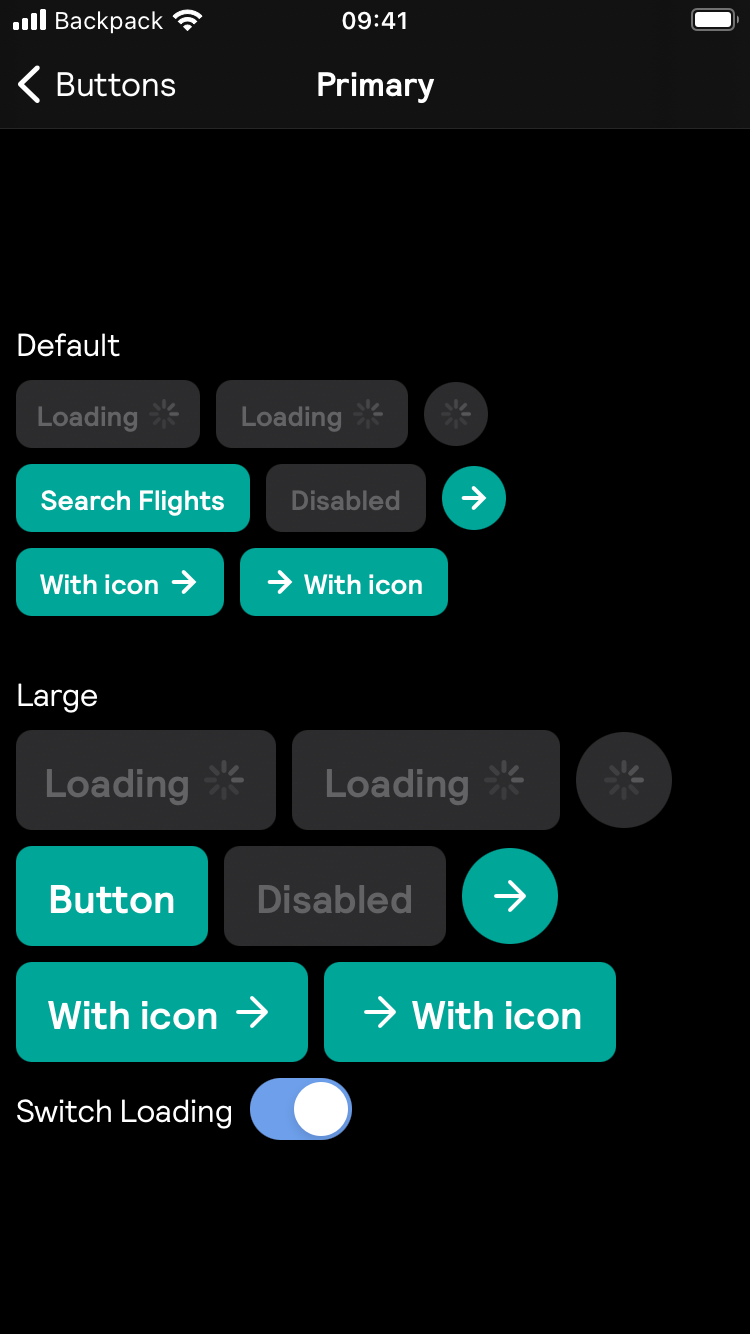 Backpack 09:41
Buttons Primary
Default
Loading Loading
Search Flights Disabled
With icon With icon
Large
Loading Loading
Button Disabled
With icon With icon
Switch Loading